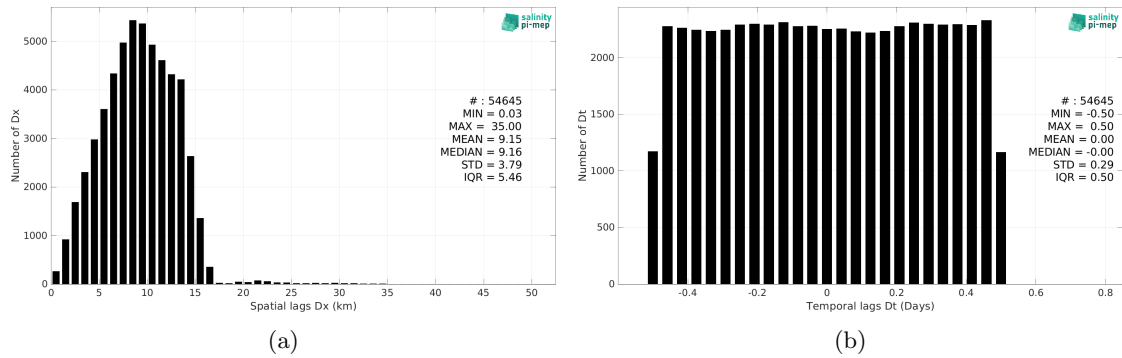 salinity
pi-mep
5000
4000
3000
2000
1000
0
Number of Dx
# : 54645
MIN = 0.03
MAX = 35.00
MEAN = 9.15
MEDIAN = 9.16
STD = 3.79
IQR = 5.46
0 5 10 15 20 25 30 35 40 45 50
Spatial lags Dx (km)
(a)
salinity
pi-mep
2000
1500
1000
500
0
Number of Dt
# : 54645
MIN = -0.50
MAX = 0.50
MEAN = 0.00
MEDIAN = -0.00
STD = 0.29
IQR = 0.50
-0.4 -0.2 0 0.2 0.4 0.6 0.8
Temporal lags Dt (Days)
(b)